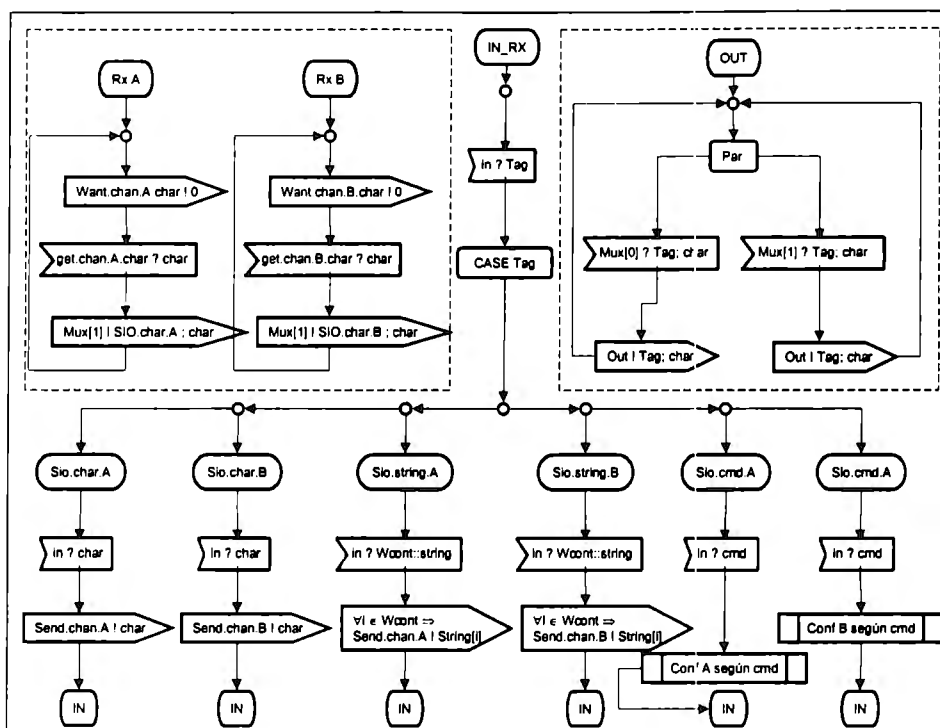 IN_RX
Rx A
Rx B
OUT
Par
in ? Tag
Want.chan.A char ! 0
Want chan.B.char ! 0
get.chan.A.char ? char
get.chan.B.char ? char
CASE Tag
Mux[0] ? Tag; char
Mux[1] ? Tag; char
Mux[1] ! SIO.char.A ; char
Mux[1] ! SIO.char.B ; char
Out ! Tag; char
Out ! Tag; char
Sio.char.A
Sio.char.B
Sio.string.A
Sio.string.B
Sio.cmd.A
Sio.cmd.A
in ? char
In ? char
in ? Wcont::string
in ? Wcont::string
In ? cmd
in ? cmd
Send.chan.A ! char
Send.chan.B ! char
∀i ∈ Wcont ⇒
Send.chan.A ! String[i]
∀i ∈ Wcont ⇒
Send.chan.B ! String[i]
Conf B según cmd
Conf A según cmd
IN
IN
IN
IN
IN
IN